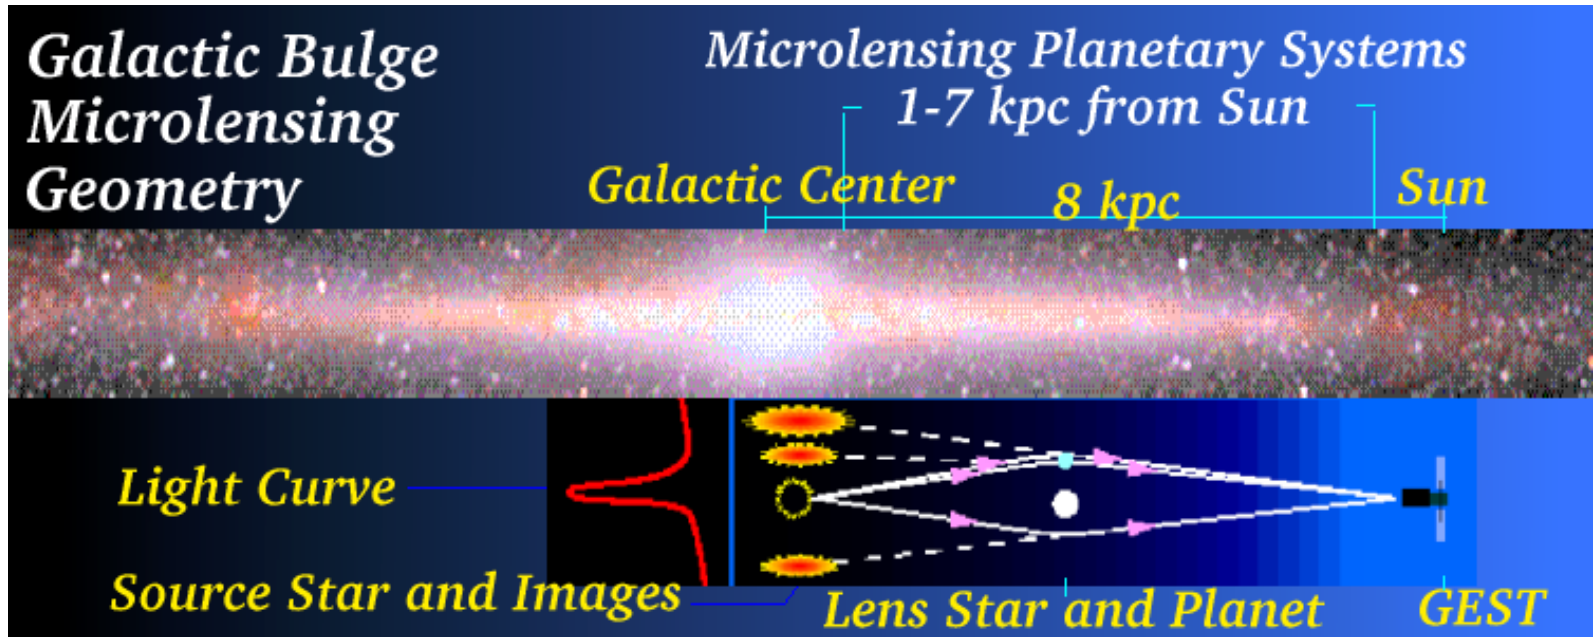 Galactic Bulge
Microlensing
Geometry
Microlensing Planetary Systems
1-7 kpc from Sun
Galactic Center
8 kpc
Sun
Light Curve
Source Star and Images
Lens Star and Planet
GEST